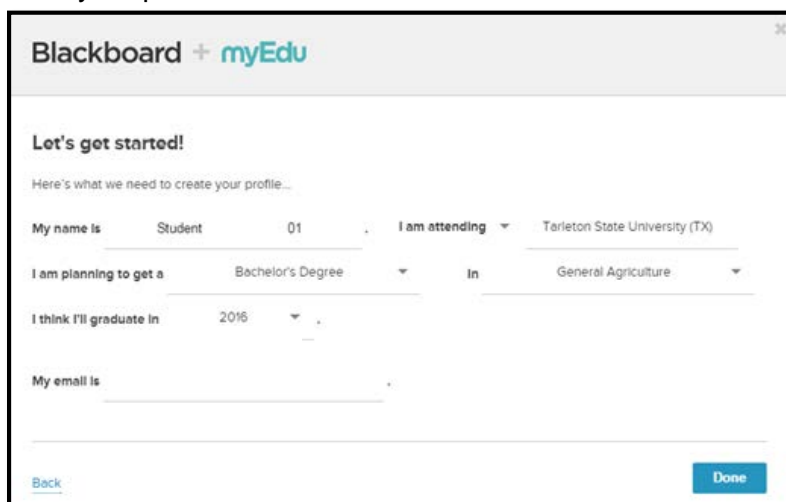 Blackboard + myEdu
Let's get started!
Here's what we need to create your profile...
My name is Student 01 . I am attending Tarleton State University (TX)
I am planning to get a Bachelor's Degree in General Agriculture
I think I'll graduate in 2016 .
My email is .
Back Done